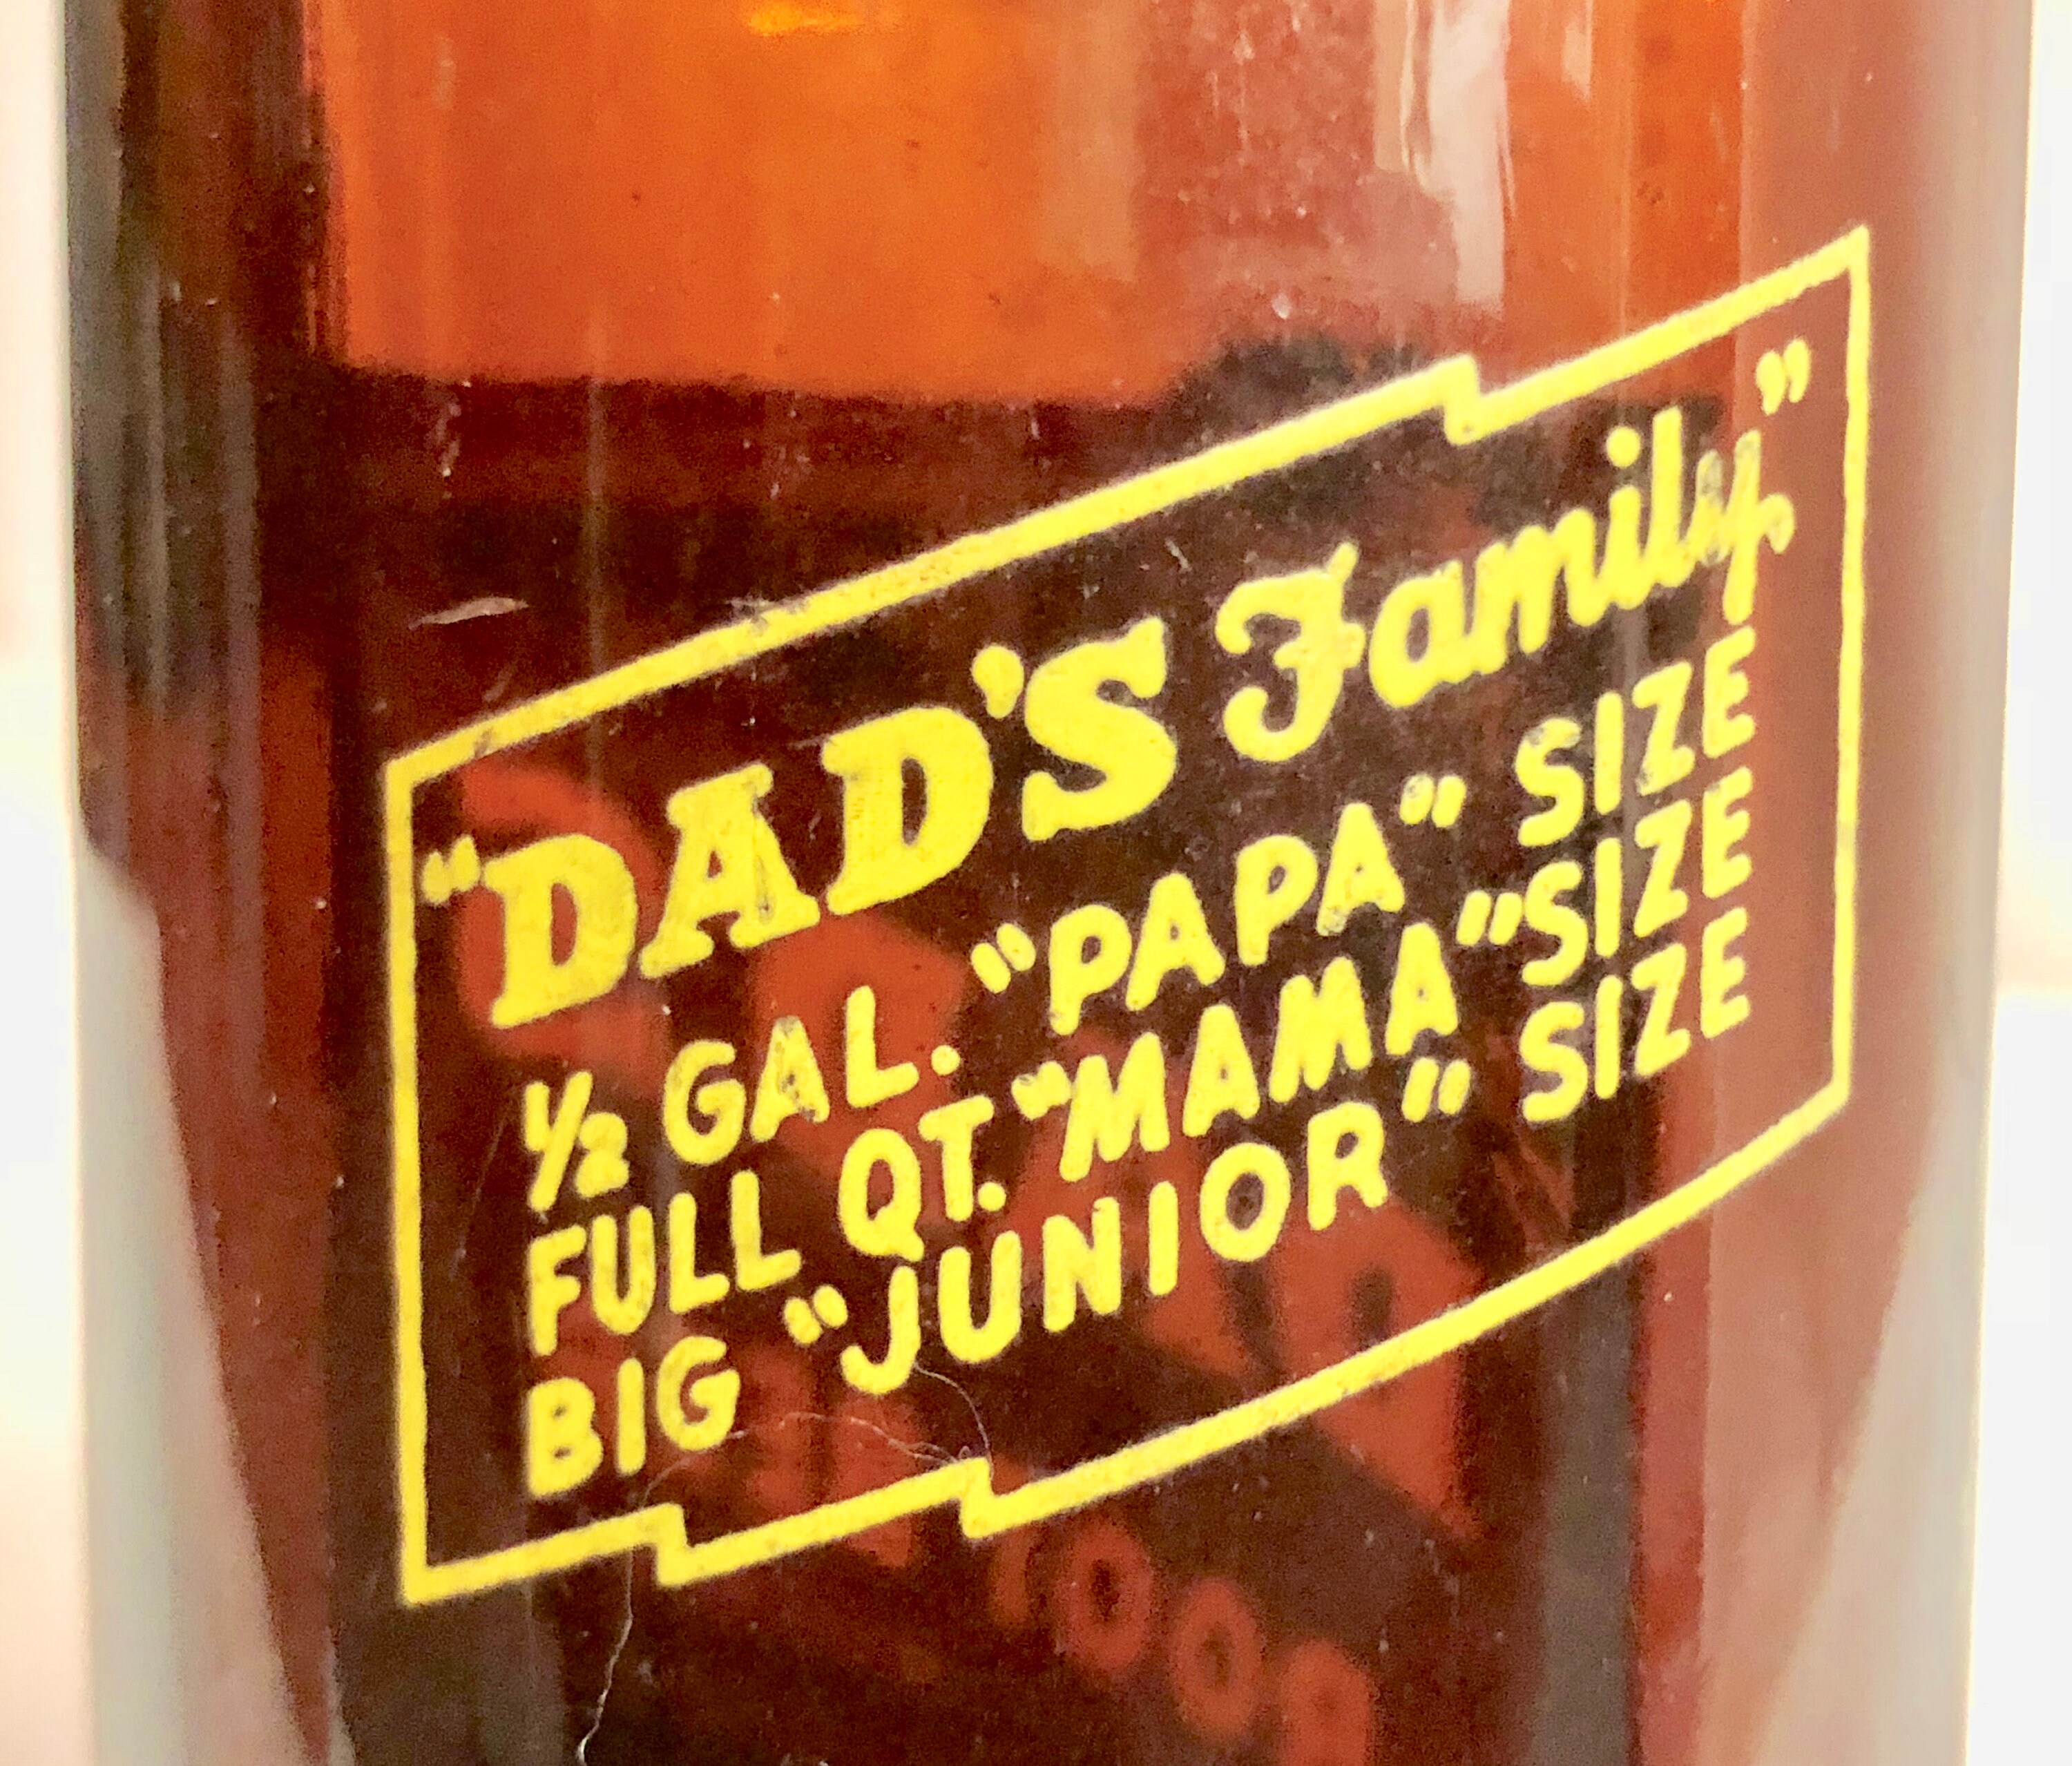 “DAD'S Family”
½ GAL. “PAPA” SIZE
FULL QT. “MAMA” SIZE
BIG “JUNIOR” SIZE